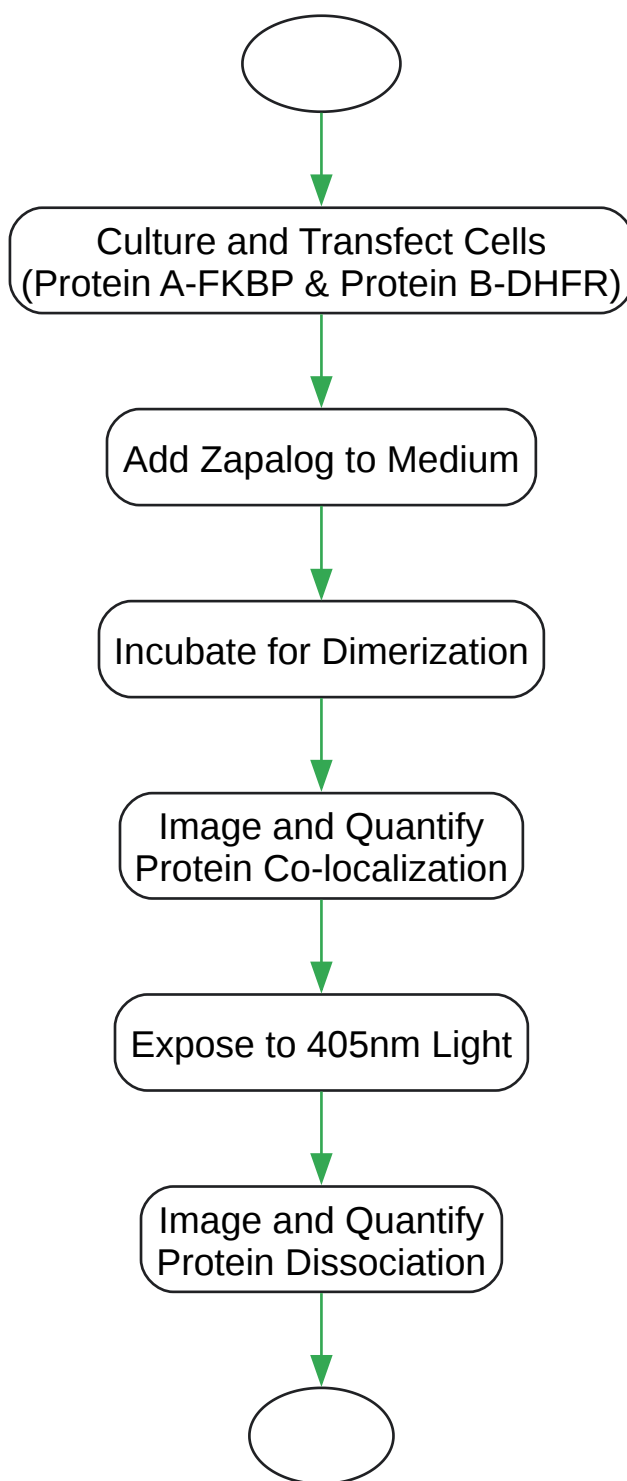 Culture and Transfect Cells
(Protein A-FKBP & Protein B-DHFR)
Add Zapalog to Medium
Incubate for Dimerization
Image and Quantify
Protein Co-localization
Expose to 405nm Light
Image and Quantify
Protein Dissociation